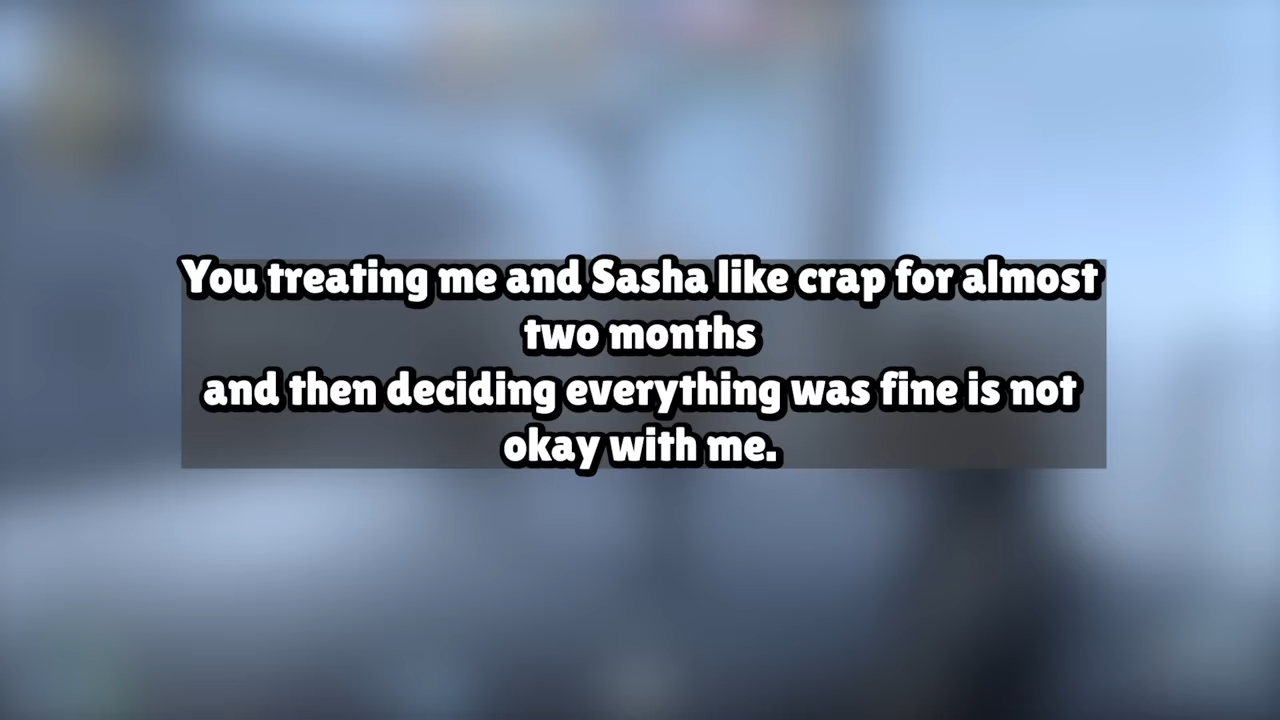 You treating me and Sasha like crap for almost
two months
and then deciding everything was fine is not
okay with me.